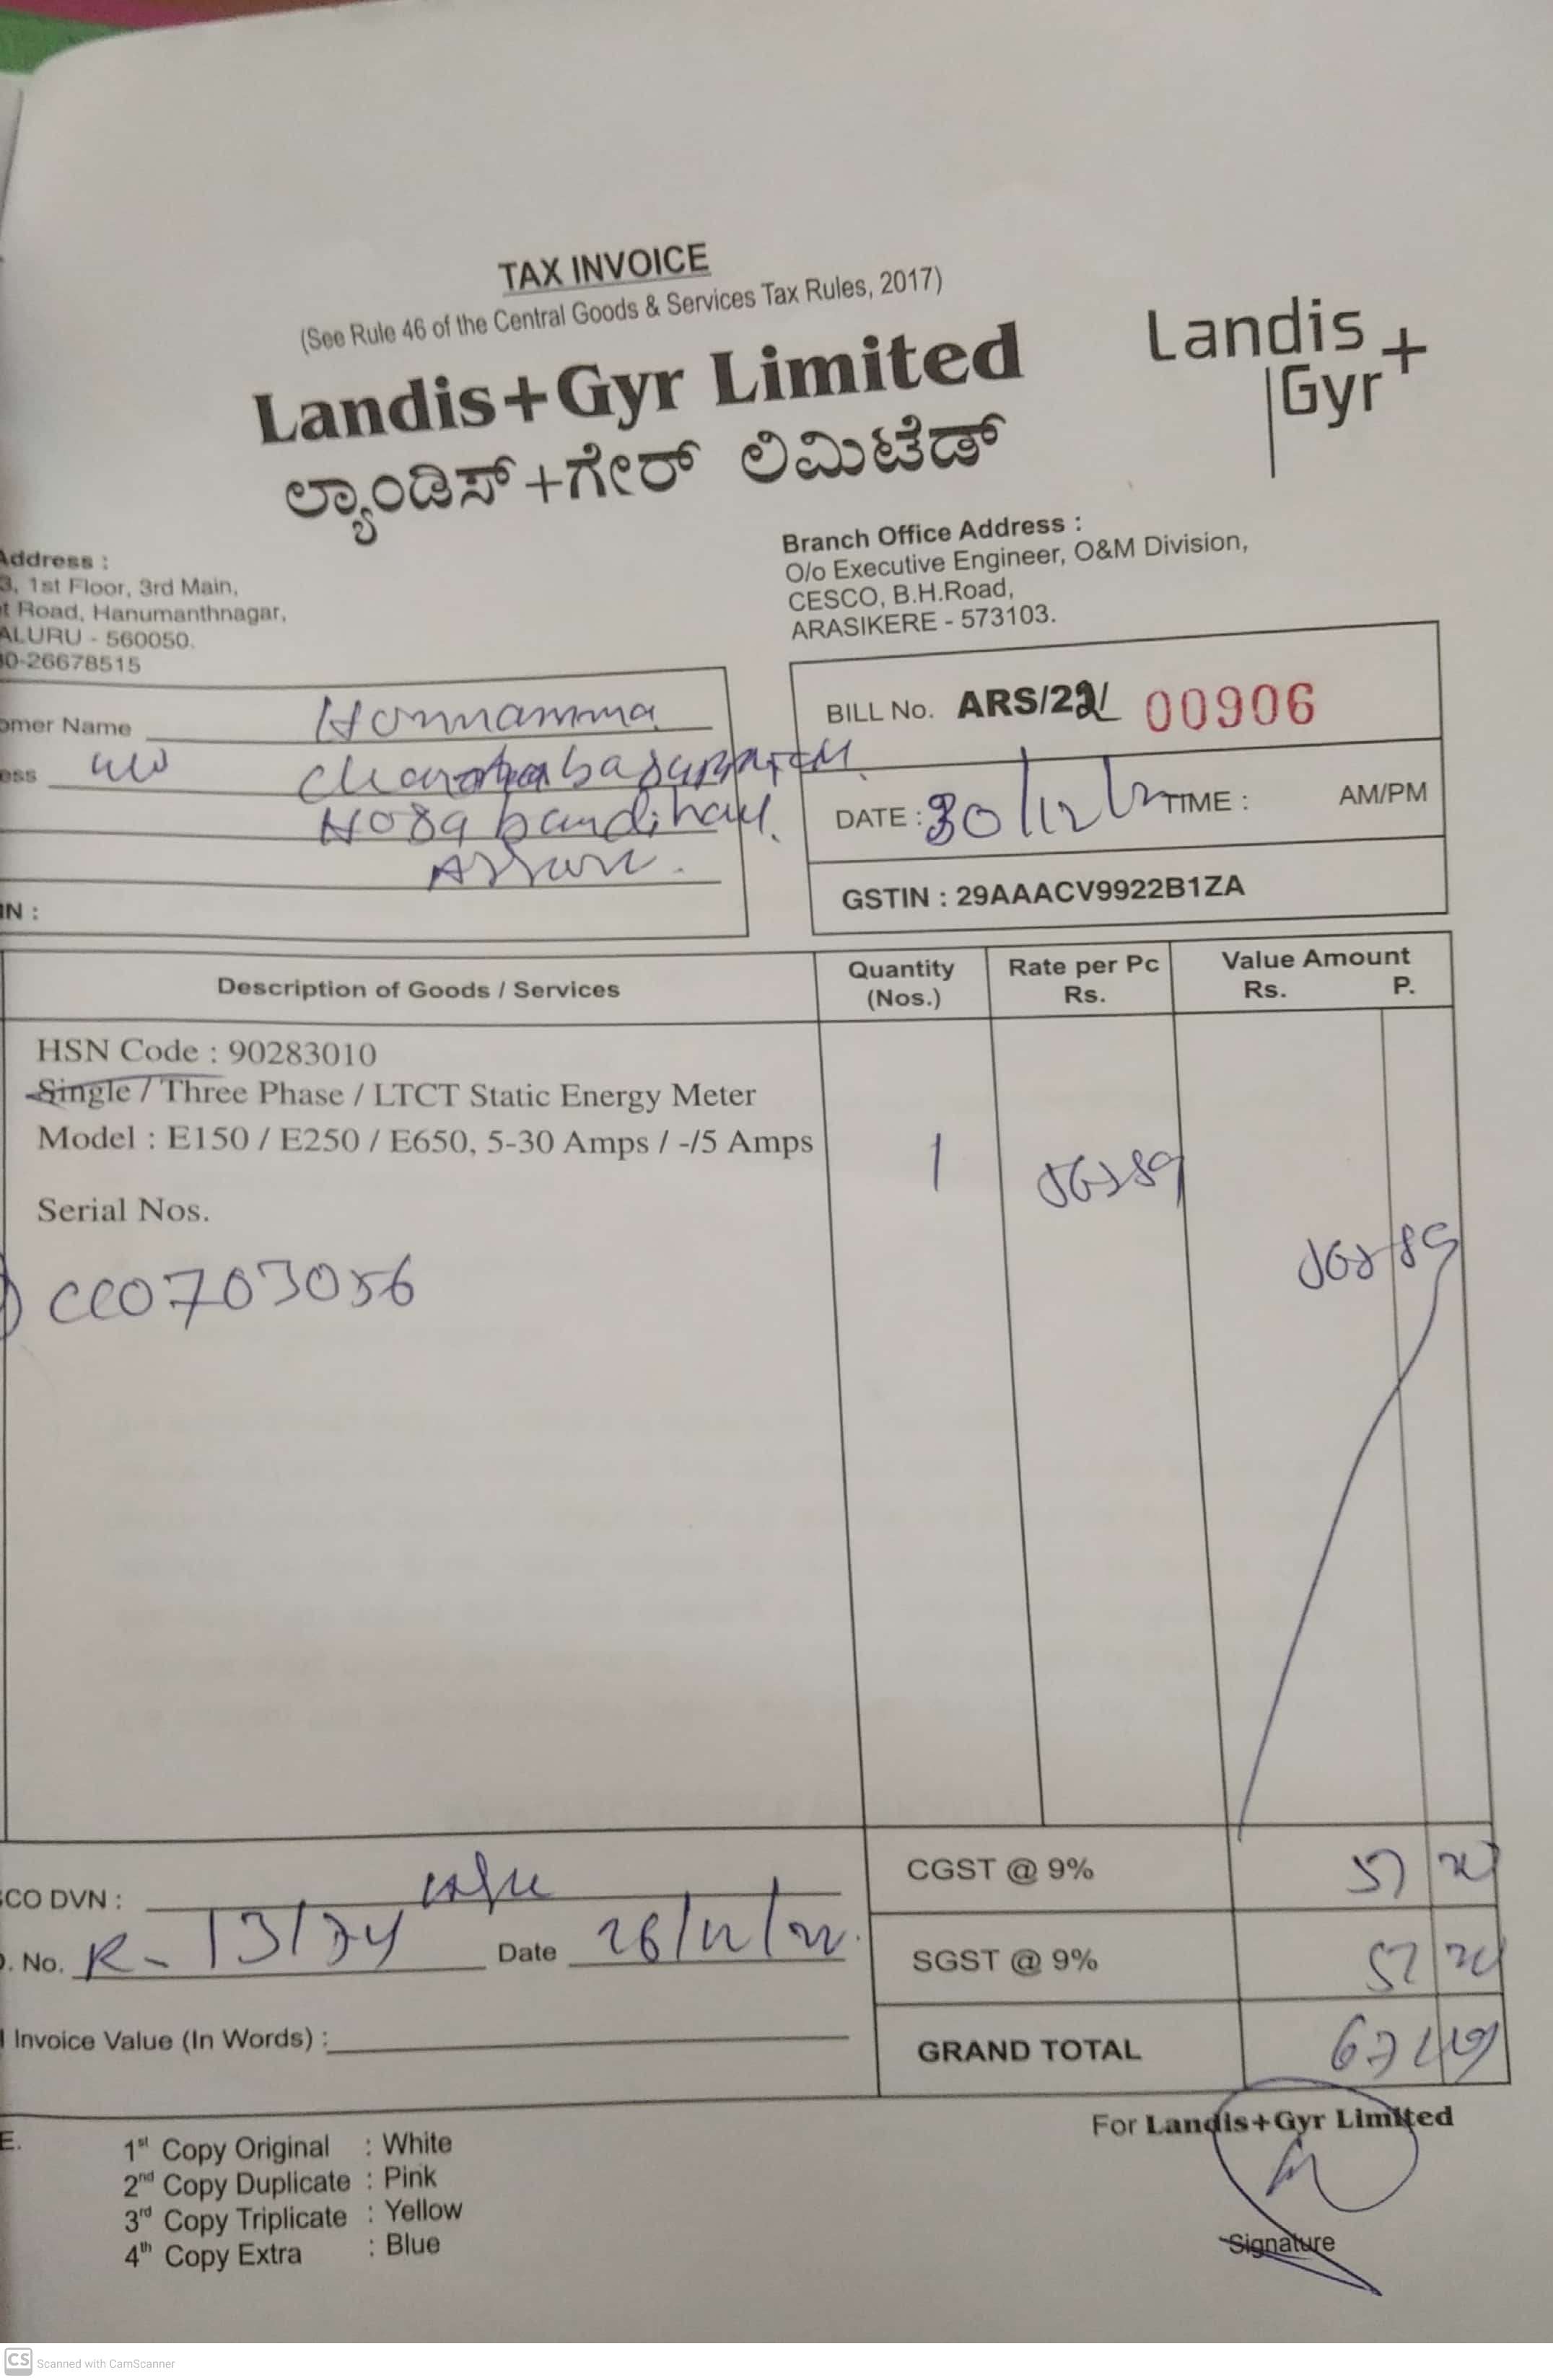 TAX INVOICE
(See Rule 46 of the Central Goods & Services Tax Rules, 2017)
Landis+Gyr Limited
ಲ್ಯಾಂಡಿಸ್+ಗೇರ್ ಲಿಮಿಟೆಡ್
Landis
Gyr+
Address :
3, 1st Floor, 3rd Main,
t Road, Hanumanthnagar,
ALURU - 560050.
0-26678515
Branch Office Address :
O/o Executive Engineer, O&M Division,
CESCO, B.H.Road,
ARASIKERE - 573103.
omer Name Honnamma
ess
Hosa bandihall
IN :
BILL No. ARS/22/ 00906
DATE : 30/12/22 TIME : AM/PM
GSTIN : 29AAACV9922B1ZA
Description of Goods / Services
Quantity (Nos.)
Rate per Pc Rs.
Value Amount Rs. P.
HSN Code : 90283010
Single / Three Phase / LTCT Static Energy Meter
Model : E150 / E250 / E650, 5-30 Amps / -/5 Amps
1
Serial Nos.
CC0703056
CO DVN :
. No. R- 13/74 Date 26/12/22.
Invoice Value (In Words) :
CGST @ 9%
SGST @ 9%
GRAND TOTAL
For Landis+Gyr Limited
E.
1st Copy Original : White
2nd Copy Duplicate : Pink
3rd Copy Triplicate : Yellow
4th Copy Extra : Blue
Signature
CS Scanned with CamScanner